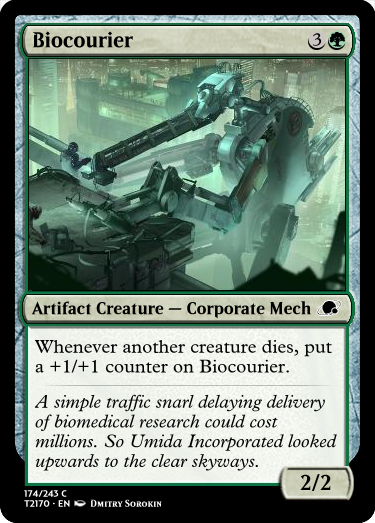 Biocourier 3
Artifact Creature — Corporate Mech
Whenever another creature dies, put
a +1/+1 counter on Biocourier.
A simple traffic snarl delaying delivery
of biomedical research could cost
millions. So Umida Incorporated looked
upwards to the clear skyways.
2/2
174/243 C
T2170 • EN Dmitry Sorokin